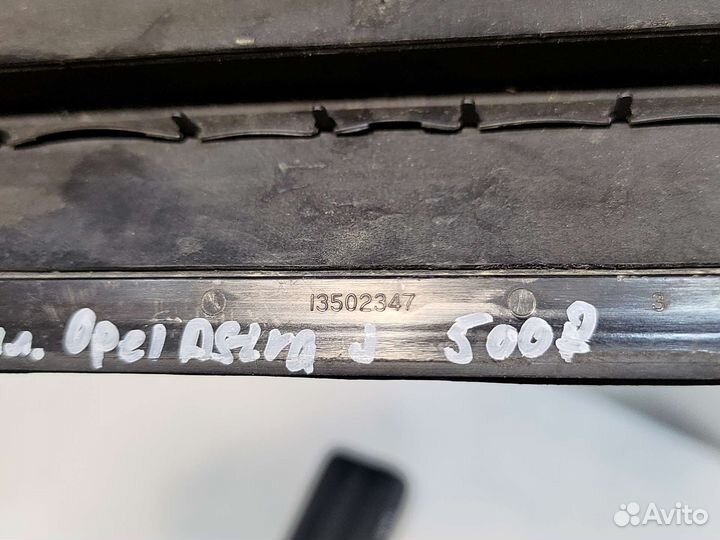 13502347
л. Opel Astra J 500₽
Avito